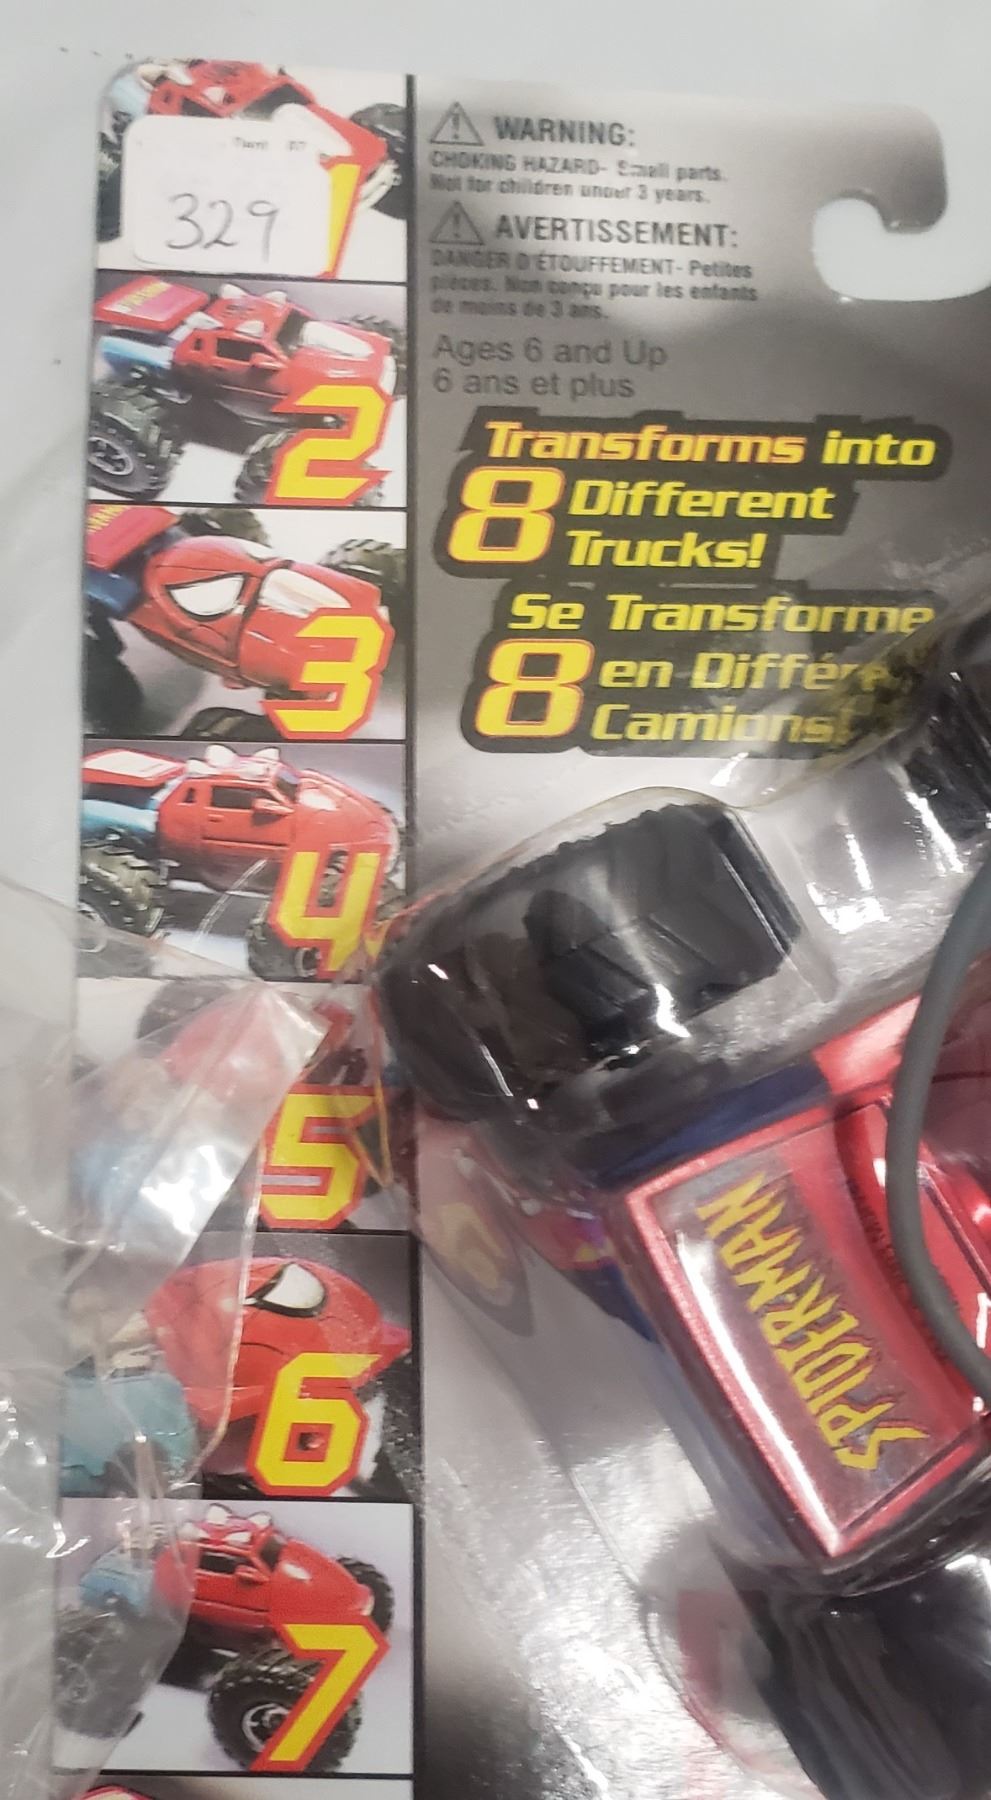 329
1
2
3
4
5
6
7
WARNING:
CHOKING HAZARD- Small parts.
Not for children under 3 years.
AVERTISSEMENT:
DANGER D'ÉTOUFFEMENT- Petites
pièces. Non conçu pour les enfants
de moins de 3 ans.
Ages 6 and Up
6 ans et plus
Transforms into
8 Different
Trucks!
Se Transforme
8 en Différe
Camions!
SPIDER-MAN